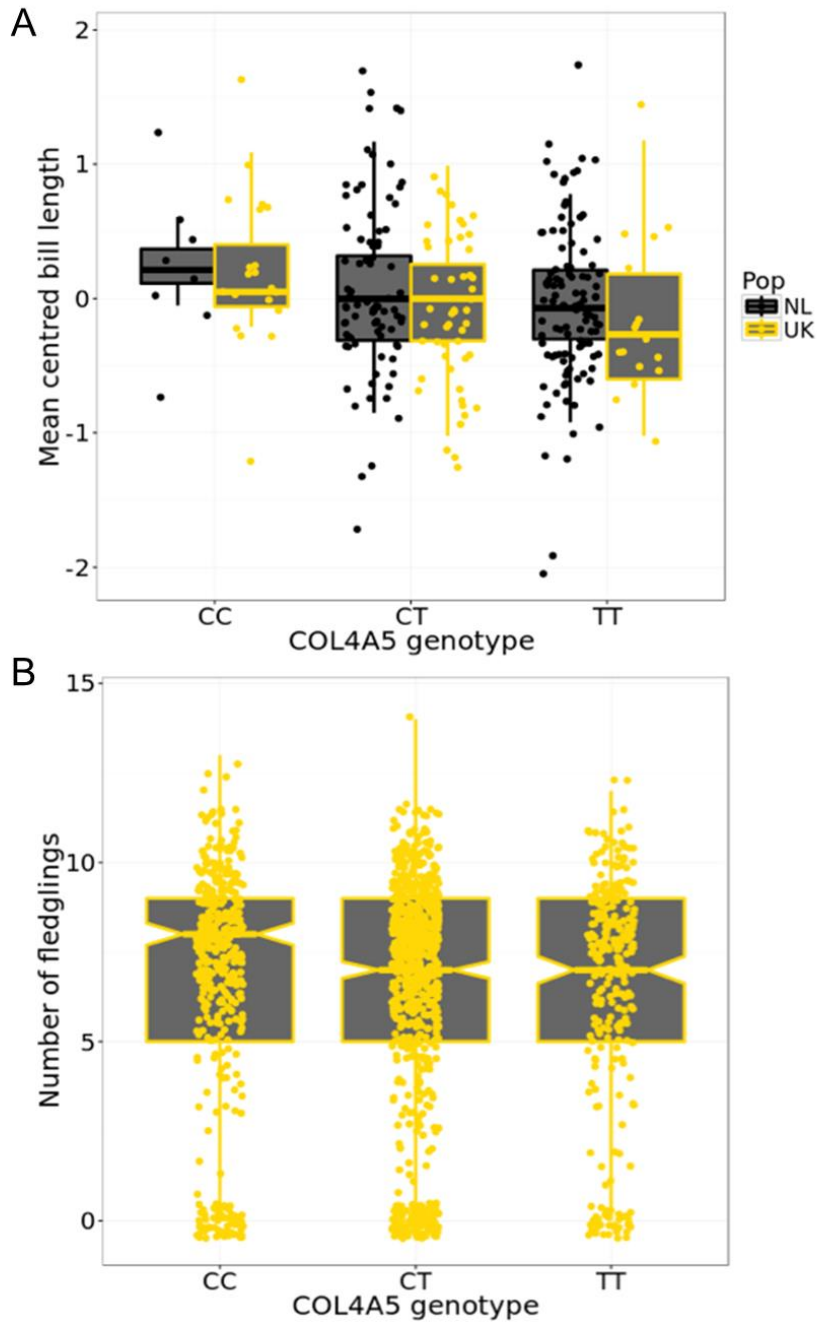 A
Mean centred bill length
2
1
0
-1
-2
CC CT TT
COL4A5 genotype
Pop
NL
UK
B
Number of fledglings
15
10
5
0
CC CT TT
COL4A5 genotype